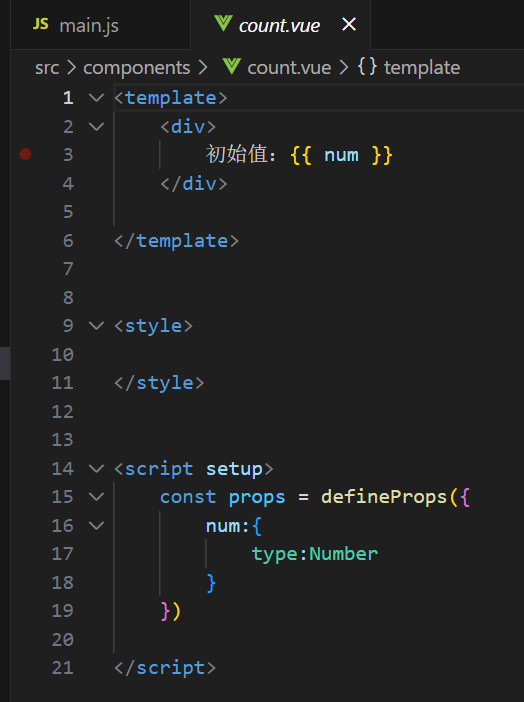 JS main.js count.vue ×
src > components > count.vue > {} template
1 <template>
2 <div>
3 初始值：{{ num }}
4 </div>
5
6 </template>
7
8
9 <style>
10
11 </style>
12
13
14 <script setup>
15 const props = defineProps({
16 num:{
17 type:Number
18 }
19 })
20
21 </script>